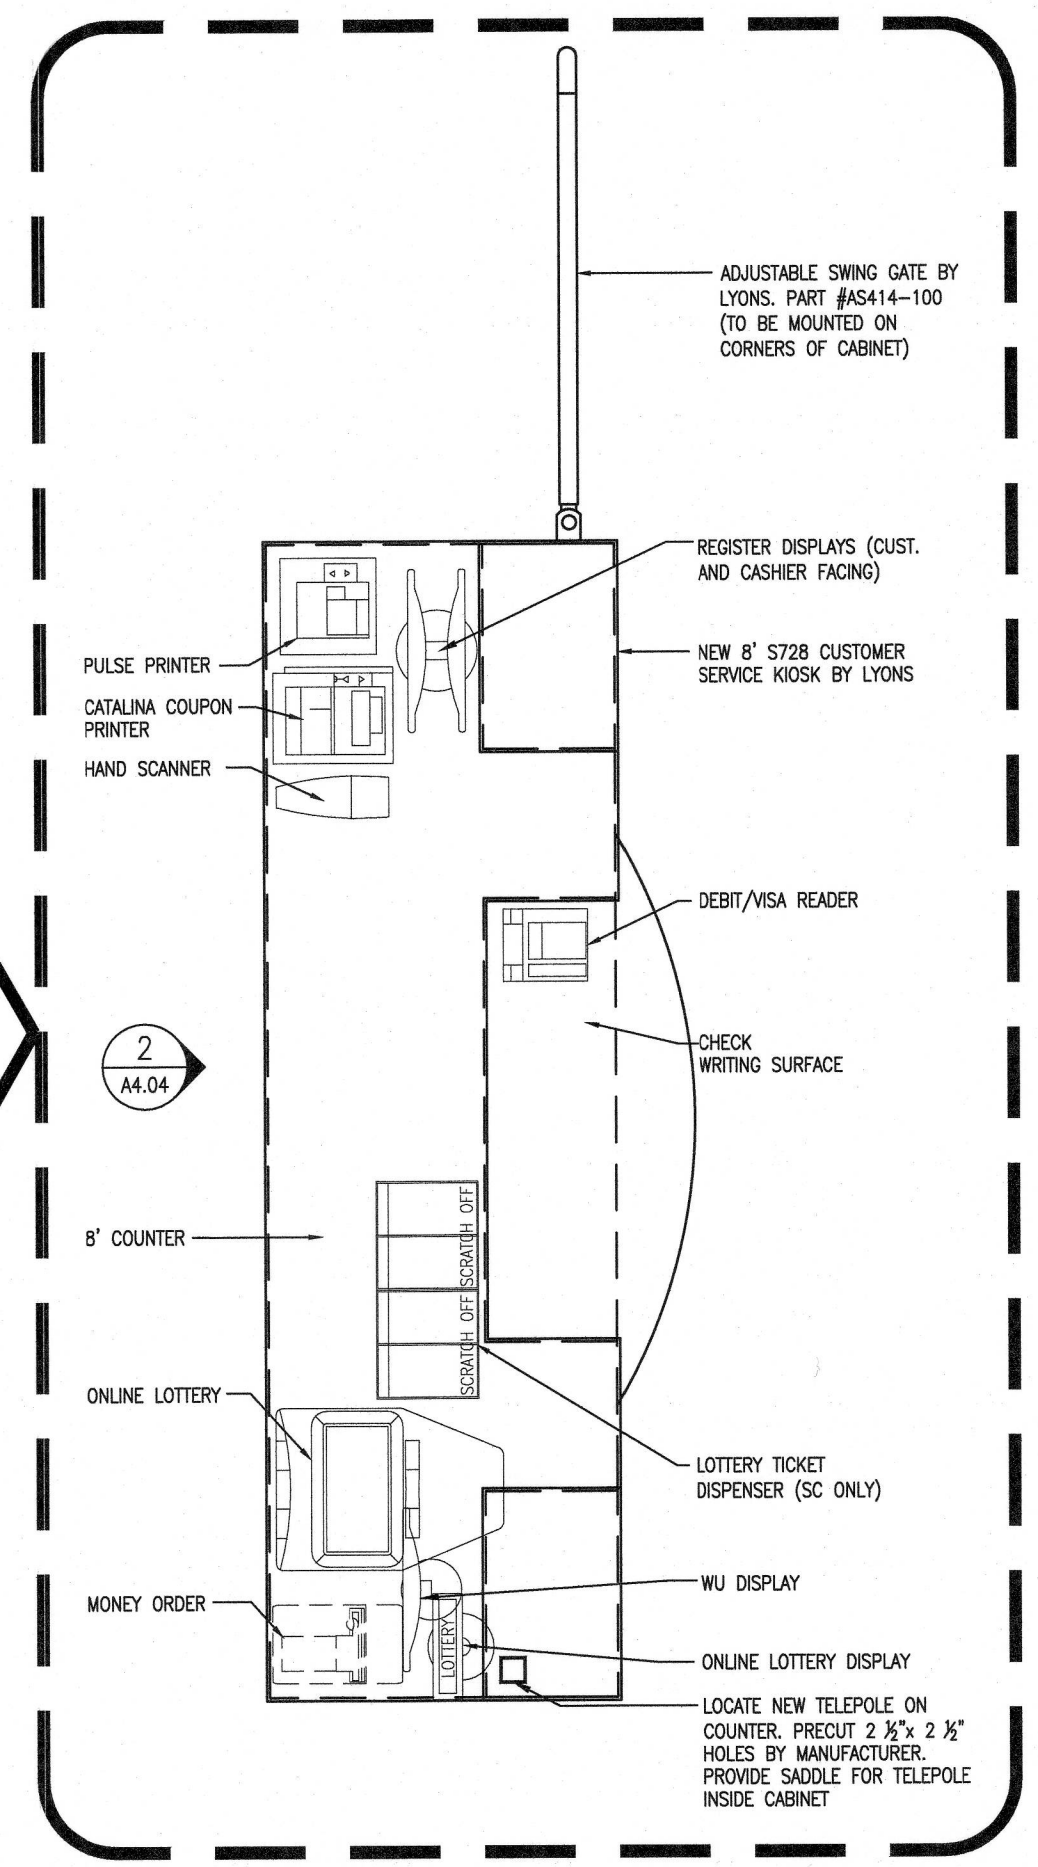 ADJUSTABLE SWING GATE BY
LYONS. PART #AS414-100
(TO BE MOUNTED ON
CORNERS OF CABINET)
REGISTER DISPLAYS (CUST.
AND CASHIER FACING)
PULSE PRINTER
NEW 8' S728 CUSTOMER
SERVICE KIOSK BY LYONS
CATALINA COUPON
PRINTER
HAND SCANNER
DEBIT/VISA READER
2
A4.04
CHECK
WRITING SURFACE
8' COUNTER
SCRATCH OFF
SCRATCH OFF
ONLINE LOTTERY
LOTTERY TICKET
DISPENSER (SC ONLY)
WU DISPLAY
MONEY ORDER
LOTTERY
ONLINE LOTTERY DISPLAY
LOCATE NEW TELEPOLE ON
COUNTER. PRECUT 2 ½"x 2 ½"
HOLES BY MANUFACTURER.
PROVIDE SADDLE FOR TELEPOLE
INSIDE CABINET